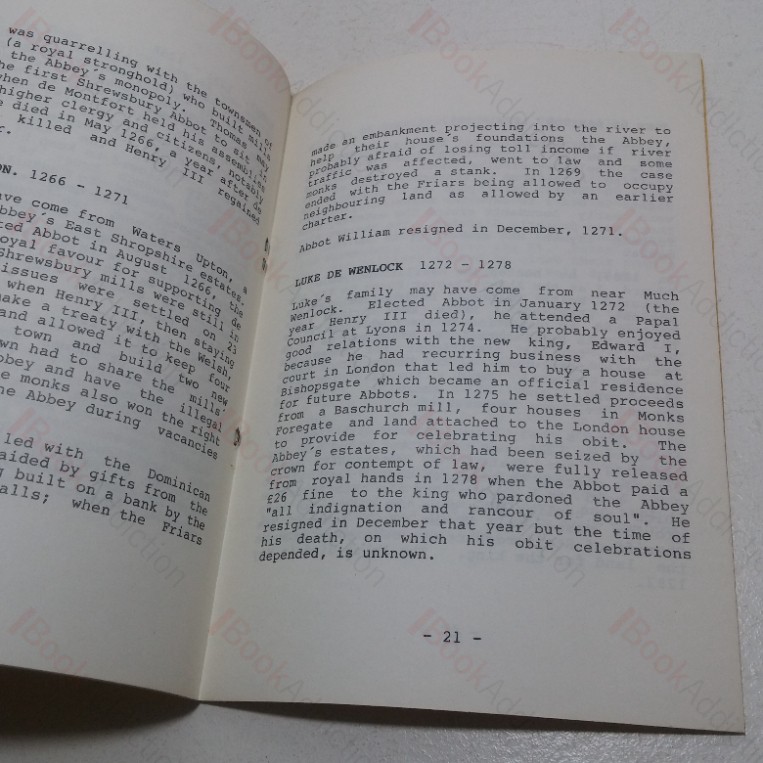 was quarrelling with the townsmen of
(a royal stronghold) who built mills
the Abbey's monopoly. Thomas may
the first Shrewsbury Abbot to sit in
when de Montfort held his assemblies
higher clergy and citizens, notably
e died in May 1266, a year after de
killed and Henry III regained
r.
ON. 1266 - 1271
ave come from Waters Upton, a
bbey's East Shropshire estates.
ted Abbot in August 1266, the
oyal favour for supporting the
Shrewsbury mills were still in
issues were settled on 23
when Henry III, then staying
make a treaty with the Welsh,
and allowed it to keep four
town and build two new
own had to share the mills'
bbey and have the illegal
e monks also won the right
he Abbey during vacancies
led with the Dominican
aided by gifts from the
g built on a bank by the
alls; when the Friars
made an embankment projecting into the river to
help their house's foundations the Abbey,
probably afraid of losing toll income if river
traffic was affected, went to law and some
monks destroyed a stank. In 1269 the case
ended with the Friars being allowed to occupy
neighbouring land as allowed by an earlier
charter.
Abbot William resigned in December, 1271.
LUKE DE WENLOCK 1272 - 1278
Luke's family may have come from near Much
Wenlock. Elected Abbot in January 1272 (the
year Henry III died), he attended a Papal
Council at Lyons in 1274. He probably enjoyed
good relations with the new king, Edward I,
because he had recurring business with the
court in London that led him to buy a house at
Bishopsgate which became an official residence
for future Abbots. In 1275 he settled proceeds
from a Baschurch mill, four houses in Monks
Foregate and land attached to the London house
to provide for celebrating his obit. The
Abbey's estates, which had been seized by the
crown for contempt of law, were fully released
from royal hands in 1278 when the Abbot paid a
£26 fine to the king who pardoned the Abbey
"all indignation and rancour of soul". He
resigned in December that year but the time of
his death, on which his obit celebrations
depended, is unknown.
- 21 -
BookAddiction